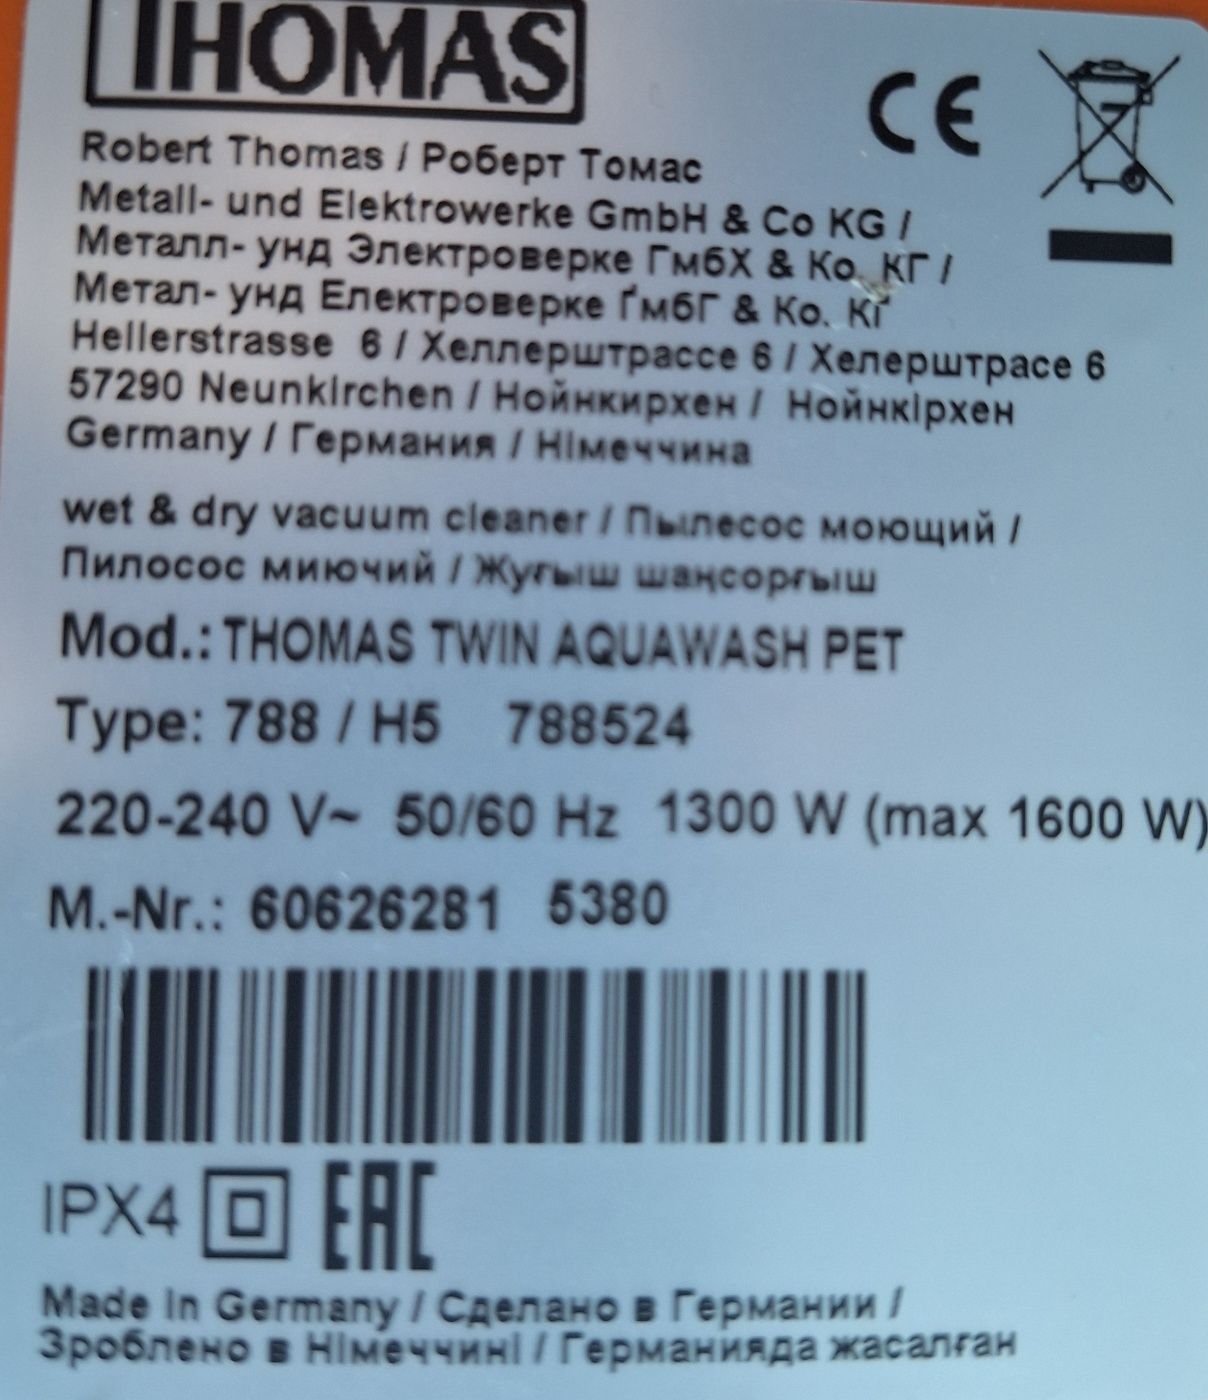 THOMAS
CE
Robert Thomas / Роберт Томас
Metall- und Elektrowerke GmbH & Co KG /
Металл- унд Электроверке ГмбХ & Ко. КГ /
Метал- унд Електроверке ҐмбГ & Ко. КҐ
Hellerstrasse 6 / Хеллерштрассе 6 / Хелерштрасе 6
57290 Neunkirchen / Нойнкирхен / Нойнкірхен
Germany / Германия / Німеччина
wet & dry vacuum cleaner / Пылесос моющий /
Пилосос миючий / Жуғыш шаңсорғыш
Mod.: THOMAS TWIN AQUAWASH PET
Type: 788 / H5 788524
220-240 V~ 50/60 Hz 1300 W (max 1600 W)
M.-Nr.: 60626281 5380
IPX4 EAC
Made in Germany / Сделано в Германии /
Зроблено в Німеччині / Германияда жасалған